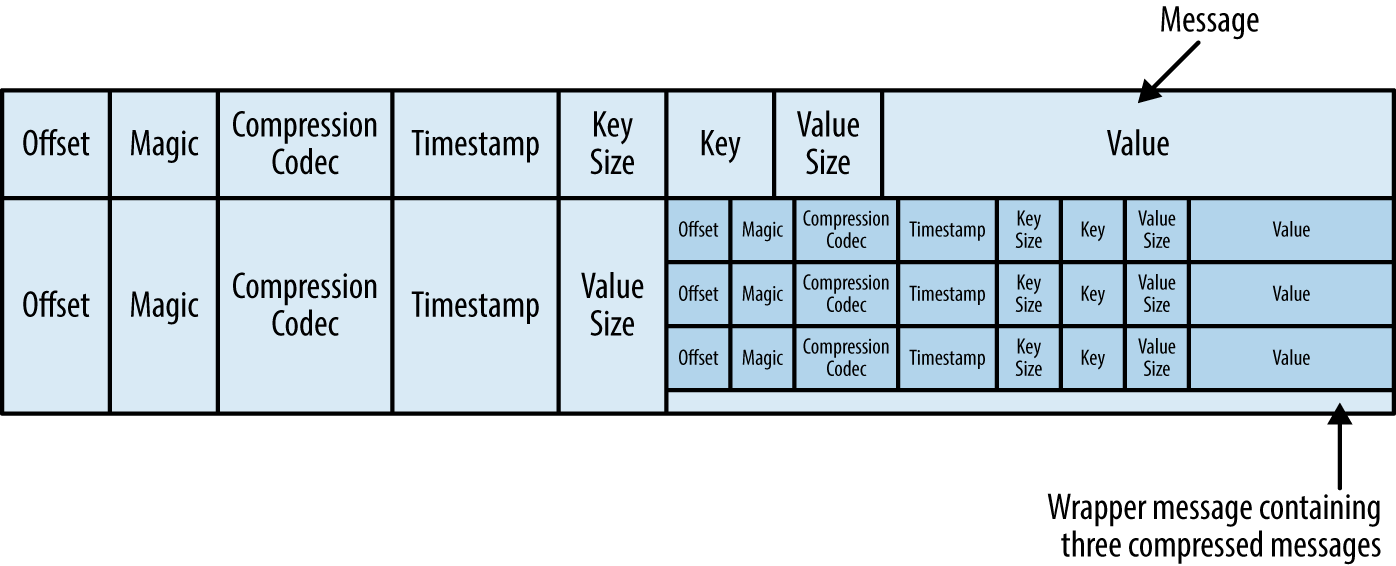 Message
Offset Magic Compression Codec Timestamp Key Size Key Value Size Value
Offset Magic Compression Codec Timestamp Value Size
Offset Magic Compression Codec Timestamp Key Size Key Value Size Value
Offset Magic Compression Codec Timestamp Key Size Key Value Size Value
Offset Magic Compression Codec Timestamp Key Size Key Value Size Value
Wrapper message containing
three compressed messages